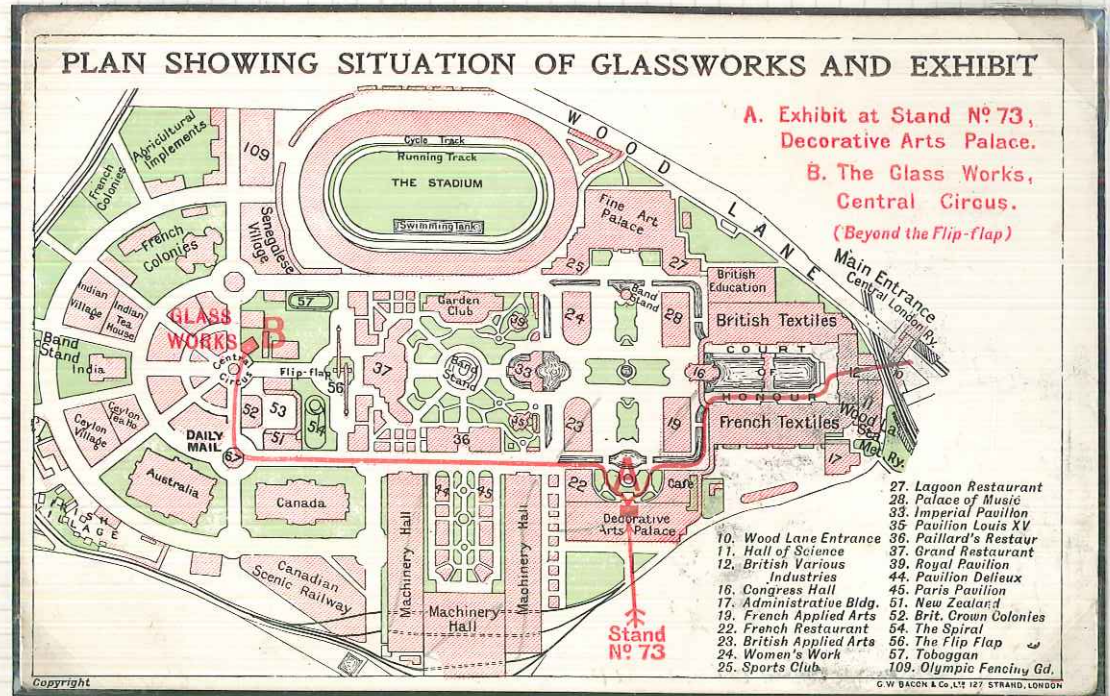 PLAN SHOWING SITUATION OF GLASSWORKS AND EXHIBIT
A. Exhibit at Stand No. 73,
Decorative Arts Palace.
B. The Glass Works,
Central Circus.
(Beyond the Flip-flap)
WOOD LANE
Main Entrance
Central London Ry.
Agricultural
Implements
French
Colonies
109
Cycle Track
Running Track
THE STADIUM
Swimming Tank
Fine Art
Palace
Senegalese
Village
French
Colonies
25
27
British
Education
Indian
Village
Indian
Tea
House
57
Garden
Club
39
24
Band
Stand
28
British Textiles
GLASS
WORKS
B
Band
Stand
India
Central
Circus
Flip-flap
56
37
Band
Stand
33
16
COURT
OF
HONOUR
12
10
11
Ceylon
Tea Ho
Ceylon
Village
52
53
51
54
36
35
23
19
French Textiles
Wood La.
Sta.
Met. Ry.
17
DAILY
MAIL
67
Australia
Canada
44
45
22
A
Cafe
Decorative
Arts Palace
IRISH
VILLAGE
Canadian
Scenic Railway
Machinery Hall
Machinery
Hall
Machinery Hall
Stand
No. 73
10. Wood Lane Entrance
11. Hall of Science
12. British Various
Industries
16. Congress Hall
17. Administrative Bldg.
19. French Applied Arts
22. French Restaurant
23. British Applied Arts
24. Women's Work
25. Sports Club
27. Lagoon Restaurant
28. Palace of Music
33. Imperial Pavilion
35 Pavilion Louis XV
36. Paillard's Restaur
37. Grand Restaurant
39. Royal Pavilion
44. Pavilion Delieux
45. Paris Pavilion
51. New Zealand
52. Brit. Crown Colonies
54. The Spiral
56. The Flip Flap
57. Toboggan
109. Olympic Fencing Gd.
Copyright
G.W BACON & Co, Ltd 127 STRAND, LONDON